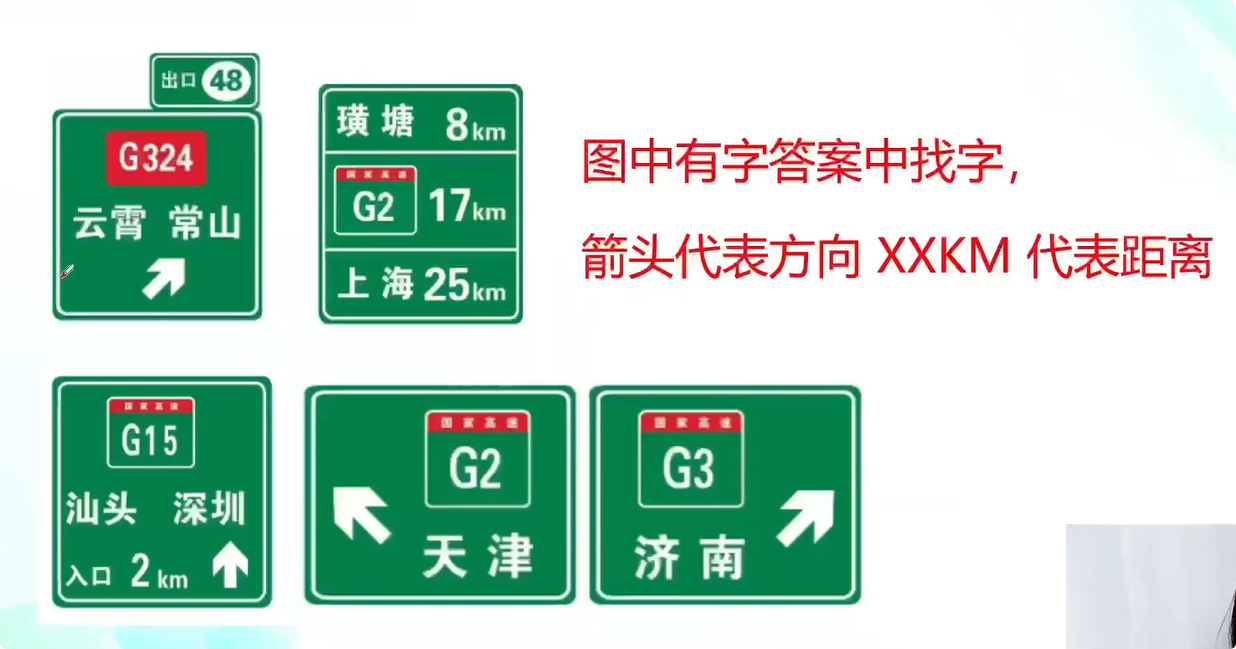 出口 48
G324
云霄 常山
璜塘 8km
国家高速
G2 17km
上海 25km
图中有字答案中找字，
箭头代表方向 XXKM 代表距离
国家高速
G15
汕头 深圳
入口 2km
国家高速
G2
天津
国家高速
G3
济南